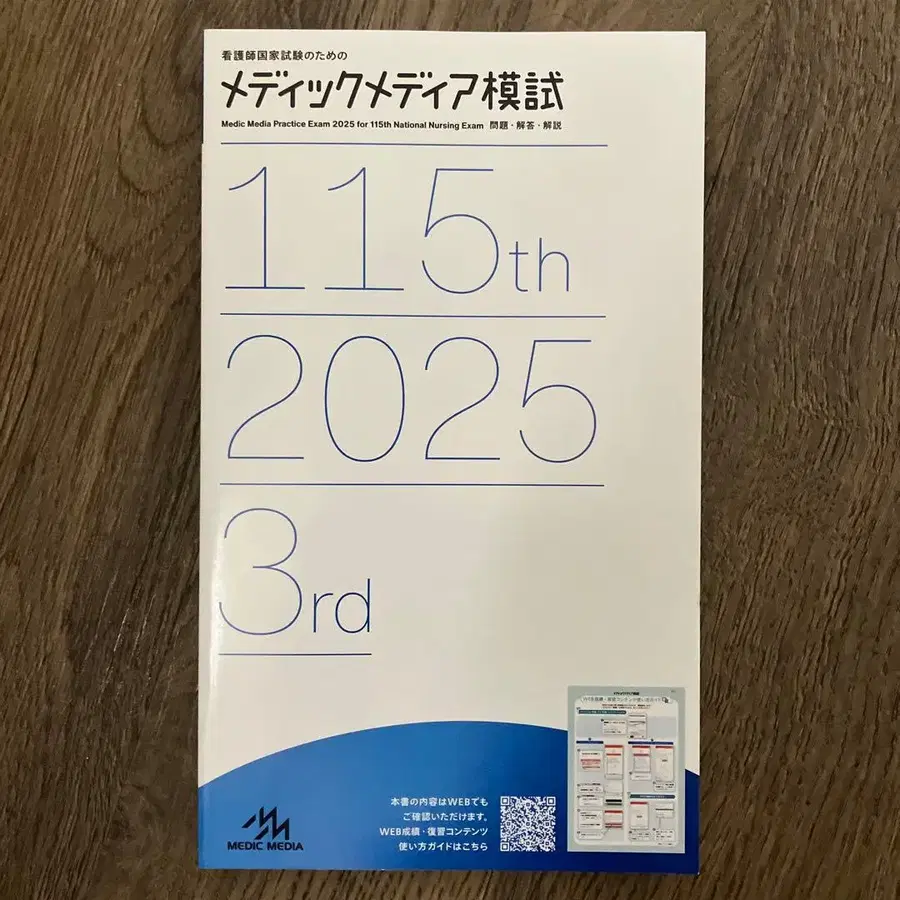 看護師国家試験のための
メディックメディア模試
Medic Media Practice Exam 2025 for 115th National Nursing Exam 問題・解答・解説
115th
2025
3rd
本書の内容はWEBでも
ご確認いただけます。
WEB成績・復習コンテンツ
使い方ガイドはこちら
MEDIC MEDIA